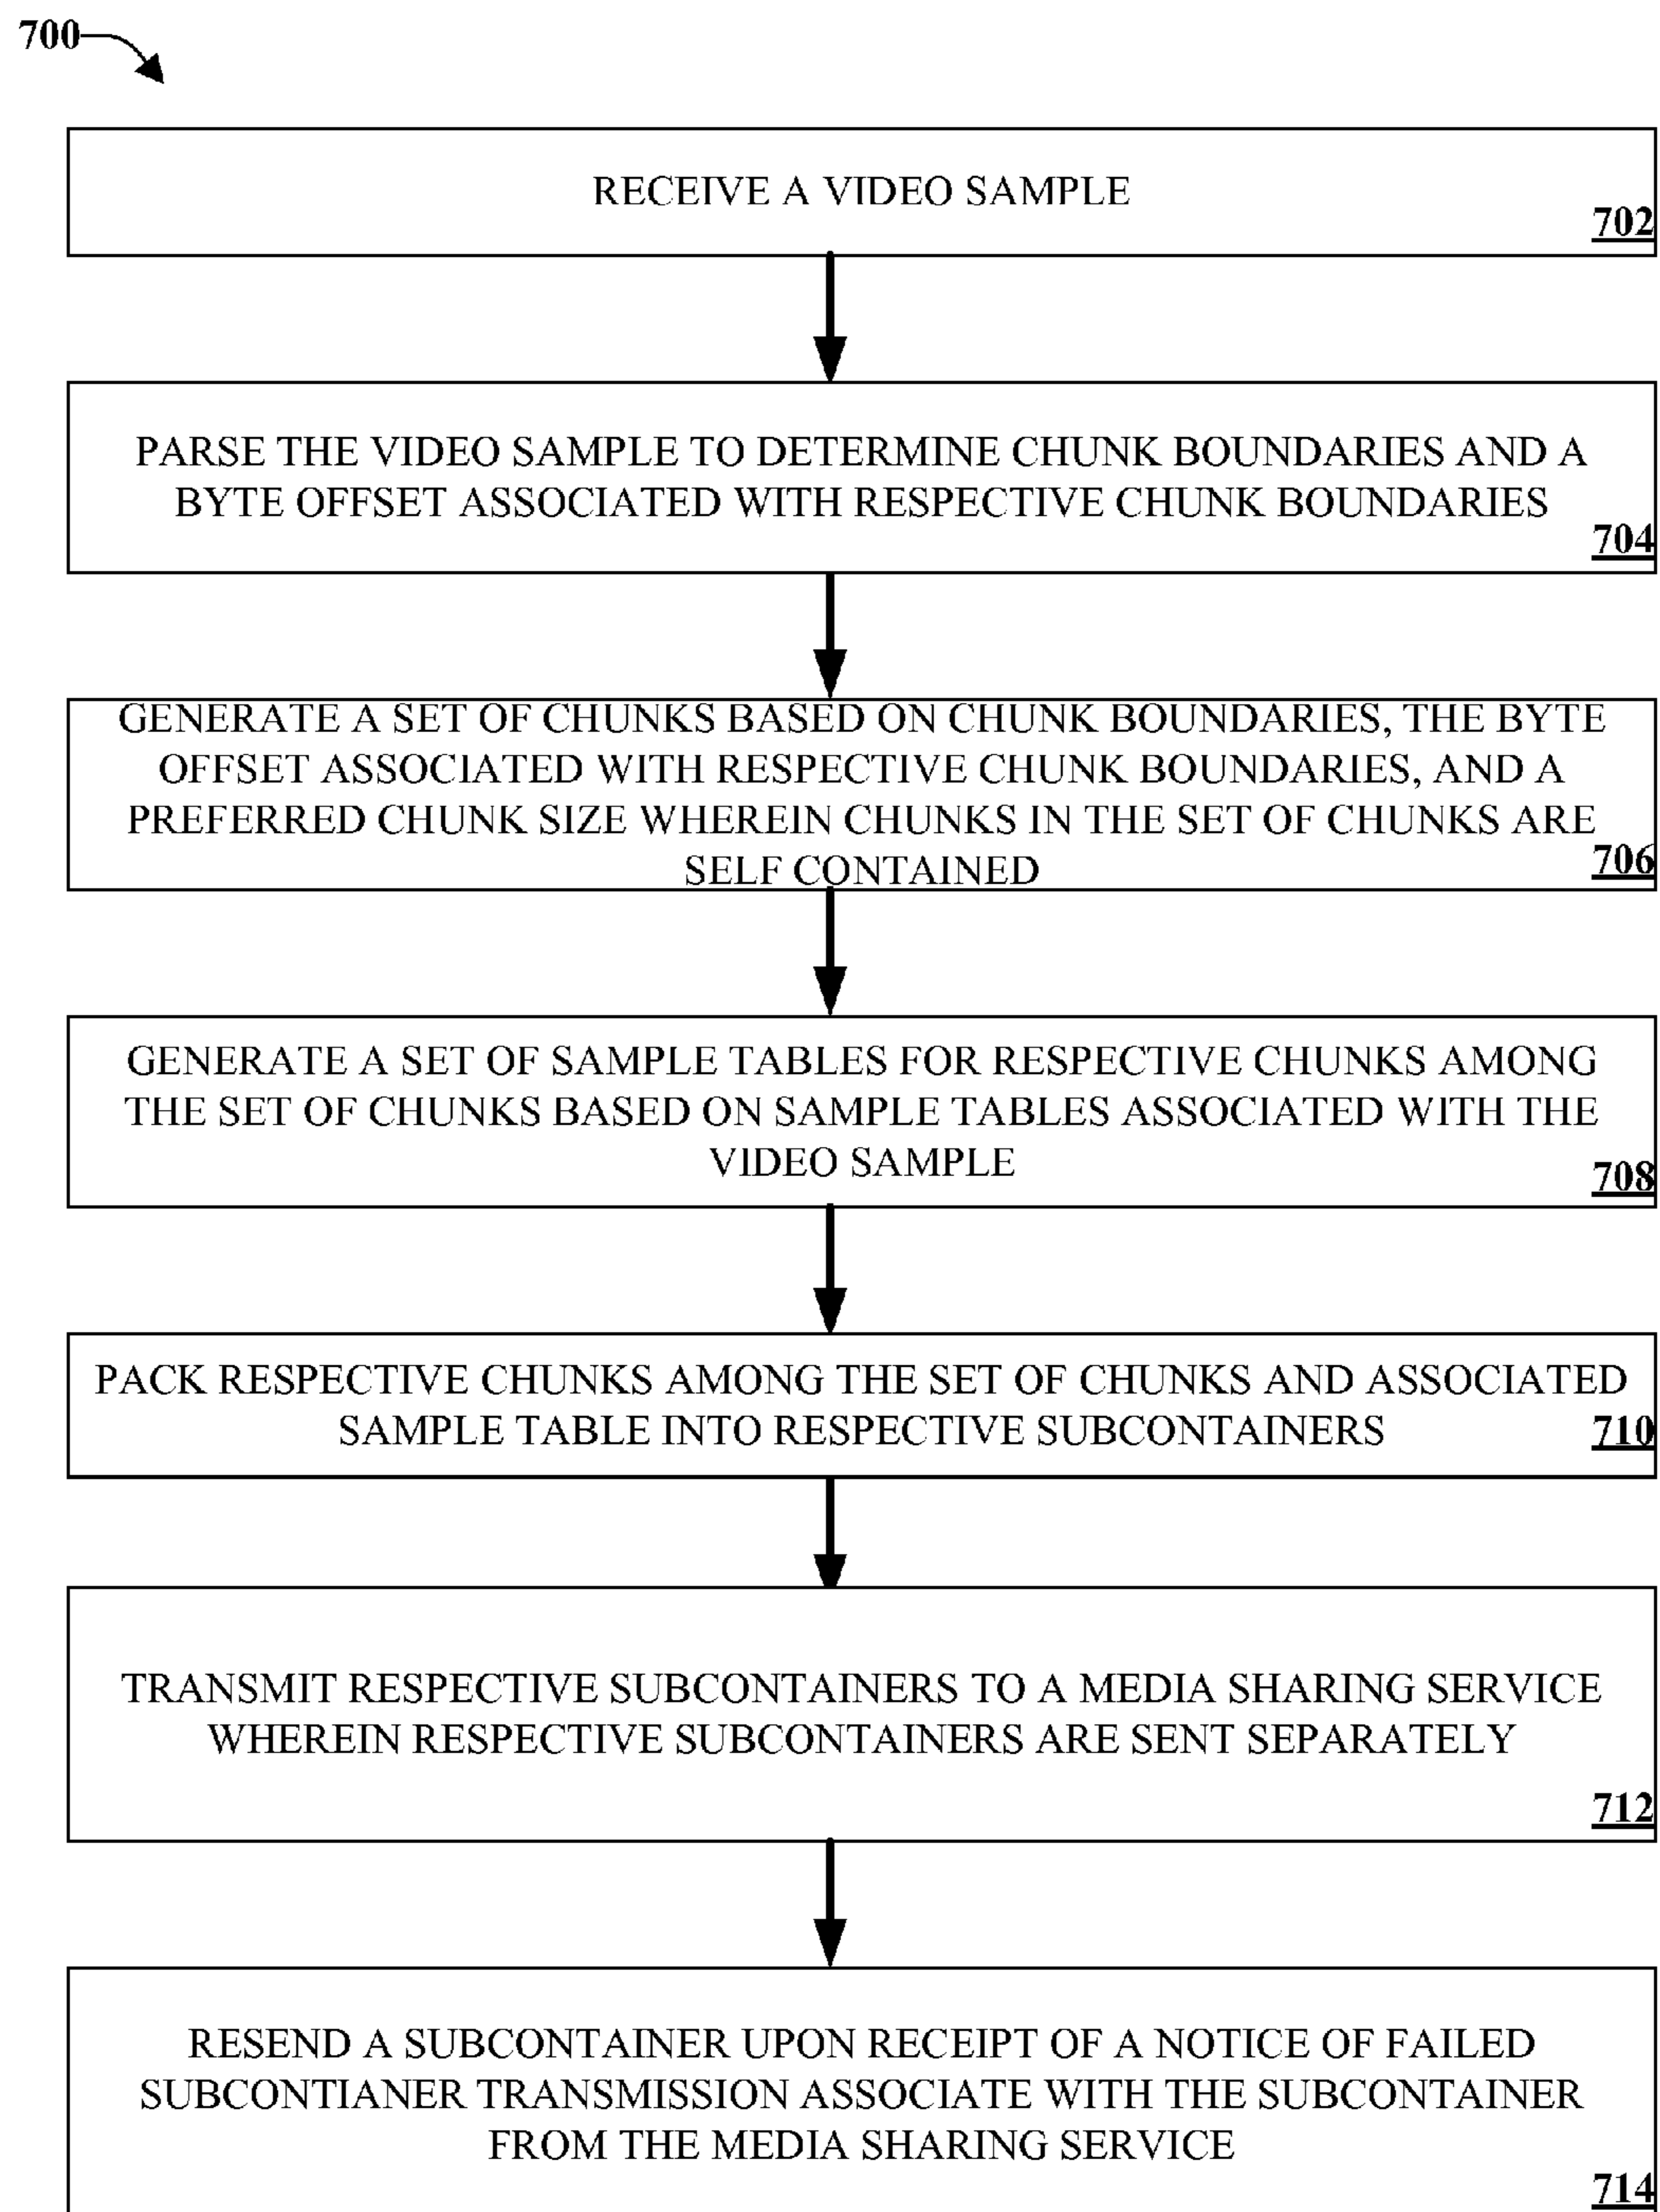 700
RECEIVE A VIDEO SAMPLE
702
PARSE THE VIDEO SAMPLE TO DETERMINE CHUNK BOUNDARIES AND A
BYTE OFFSET ASSOCIATED WITH RESPECTIVE CHUNK BOUNDARIES
704
GENERATE A SET OF CHUNKS BASED ON CHUNK BOUNDARIES, THE BYTE
OFFSET ASSOCIATED WITH RESPECTIVE CHUNK BOUNDARIES, AND A
PREFERRED CHUNK SIZE WHEREIN CHUNKS IN THE SET OF CHUNKS ARE
SELF CONTAINED
706
GENERATE A SET OF SAMPLE TABLES FOR RESPECTIVE CHUNKS AMONG
THE SET OF CHUNKS BASED ON SAMPLE TABLES ASSOCIATED WITH THE
VIDEO SAMPLE
708
PACK RESPECTIVE CHUNKS AMONG THE SET OF CHUNKS AND ASSOCIATED
SAMPLE TABLE INTO RESPECTIVE SUBCONTAINERS
710
TRANSMIT RESPECTIVE SUBCONTAINERS TO A MEDIA SHARING SERVICE
WHEREIN RESPECTIVE SUBCONTAINERS ARE SENT SEPARATELY
712
RESEND A SUBCONTAINER UPON RECEIPT OF A NOTICE OF FAILED
SUBCONTIANER TRANSMISSION ASSOCIATE WITH THE SUBCONTAINER
FROM THE MEDIA SHARING SERVICE
714